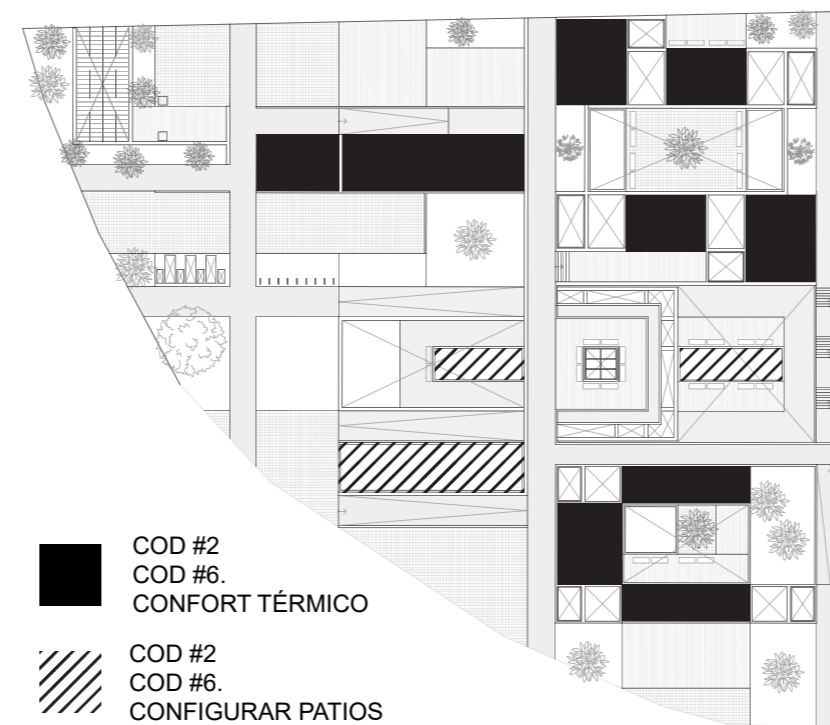 COD #2
COD #6.
CONFORT TÉRMICO
COD #2
COD #6.
CONFIGURAR PATIOS